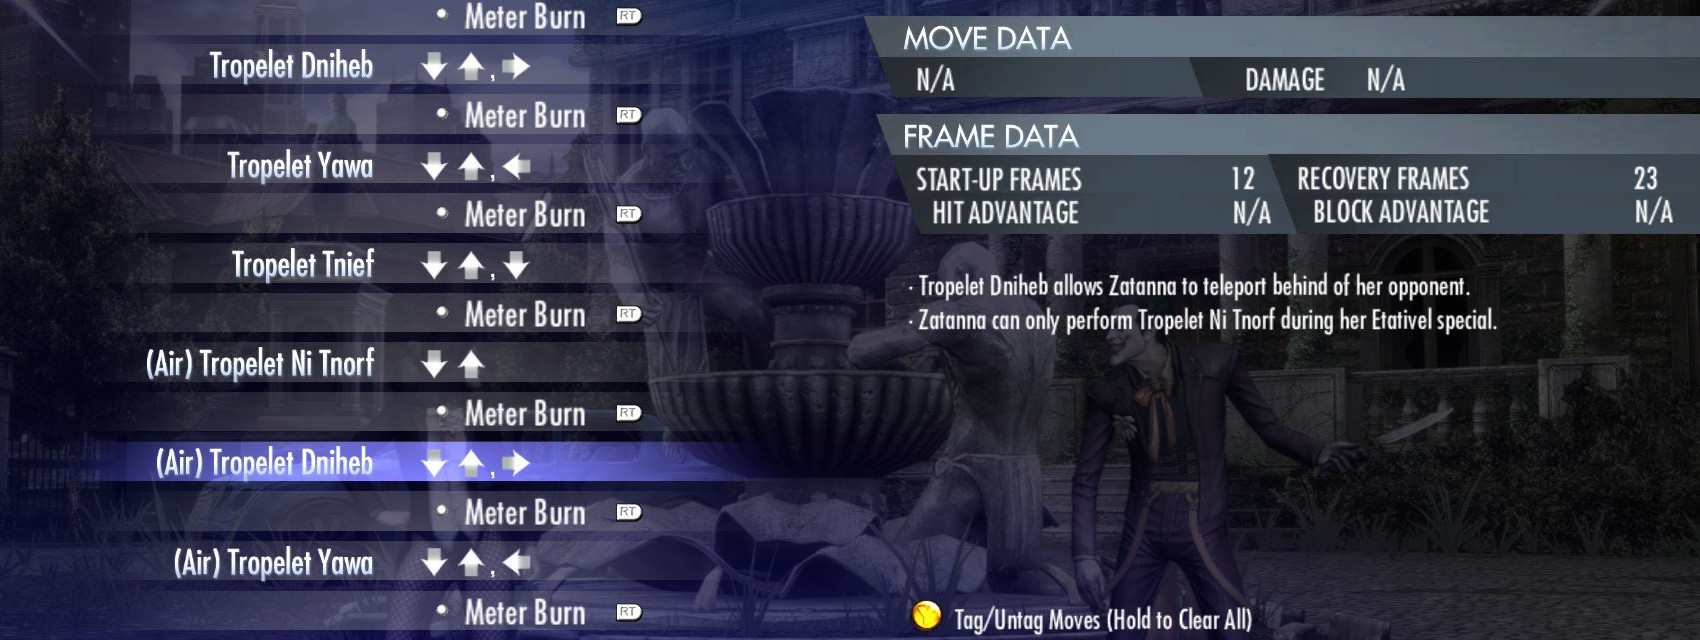 Meter Burn RT
Tropelet Dniheb
Meter Burn RT
Tropelet Yawa
Meter Burn RT
Tropelet Tnief
Meter Burn RT
(Air) Tropelet Ni Tnorf
Meter Burn RT
(Air) Tropelet Dniheb
Meter Burn RT
(Air) Tropelet Yawa
Meter Burn RT
MOVE DATA
N/A DAMAGE N/A
FRAME DATA
START-UP FRAMES 12 RECOVERY FRAMES 23
HIT ADVANTAGE N/A BLOCK ADVANTAGE N/A
· Tropelet Dniheb allows Zatanna to teleport behind of her opponent.
· Zatanna can only perform Tropelet Ni Tnorf during her Etativel special.
Y Tag/Untag Moves (Hold to Clear All)